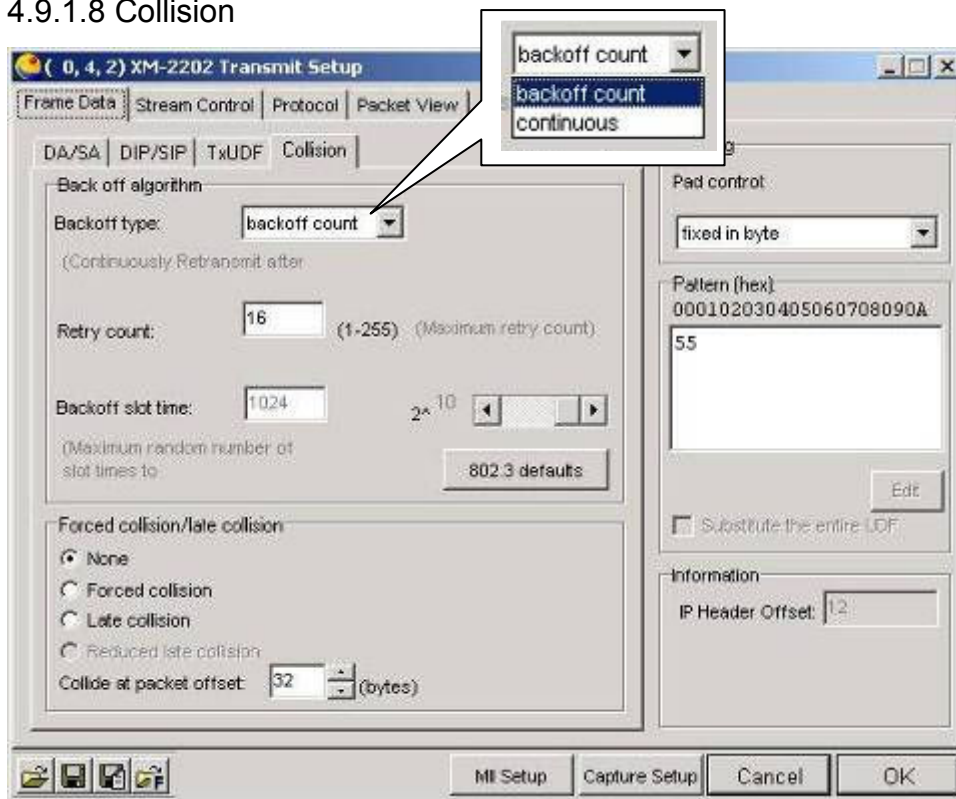 4.9.1.8 Collision
( 0, 4, 2) XM-2202 Transmit Setup
backoff count
backoff count
continuous
Frame Data Stream Control Protocol Packet View
DA/SA DIP/SIP TxUDF Collision
Back off algorithm
Backoff type: backoff count
(Continuously Retransmit after
Retry count: 16 (1-255) (Maximum retry count)
Backoff slot time: 1024 2^ 10
(Maximum random number of
slot times to
802.3 defaults
Forced collision/late collision
None
Forced collision
Late collision
Reduced late collision
Collide at packet offset: 32 (bytes)
Pad control
fixed in byte
Pattern (hex)
000102030405060708090A
55
Edit
Substitute the entire UDF
Information
IP Header Offset: 12
MII Setup Capture Setup Cancel OK